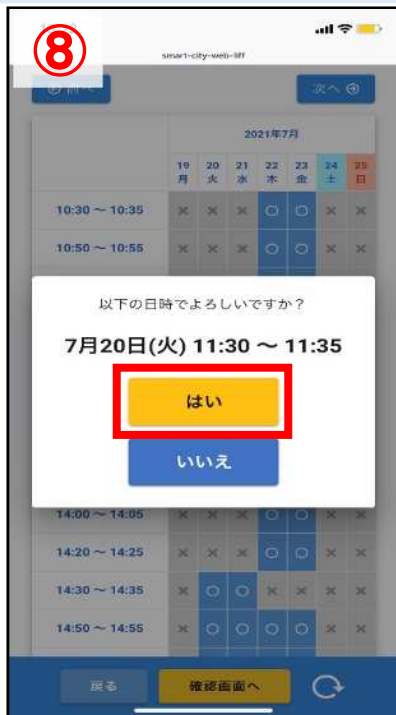 ⑧
smart-city-web-liff
前へ 次へ
2021年7月
19 20 21 22 23 24 25
月 火 水 木 金 土 日
10:30 ～ 10:35 × × × ○ ○ × ×
10:50 ～ 10:55 × × × ○ ○ × ×
以下の日時でよろしいですか？
7月20日(火) 11:30 ～ 11:35
はい
いいえ
14:00 ～ 14:05 × × × ○ ○ × ×
14:20 ～ 14:25 × × × ○ ○ × ×
14:30 ～ 14:35 × ○ ○ × × × ×
14:50 ～ 14:55 × ○ ○ ○ ○ × ×
戻る 確認画面へ